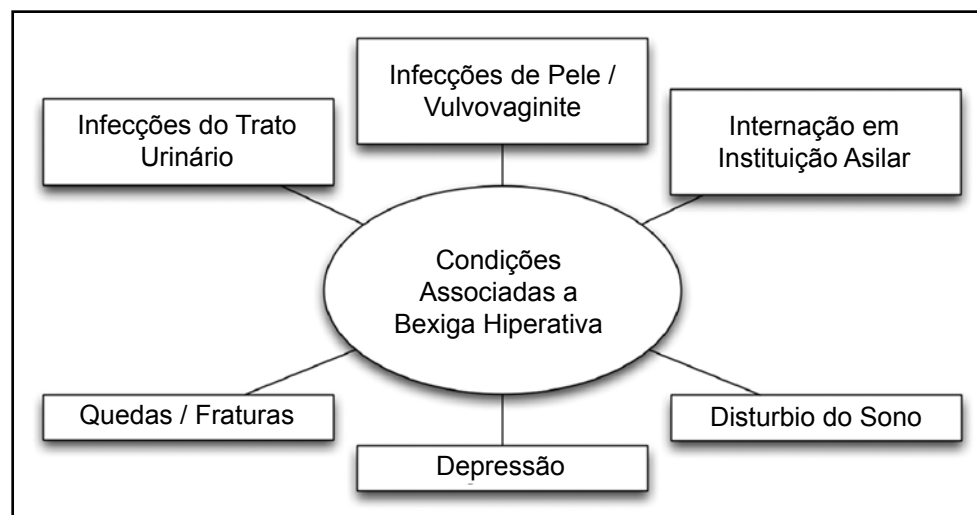 Infecções de Pele /
Vulvovaginite
Infecções do Trato
Urinário
Internação em
Instituição Asilar
Condições
Associadas a
Bexiga Hiperativa
Quedas / Fraturas
Disturbio do Sono
Depressão